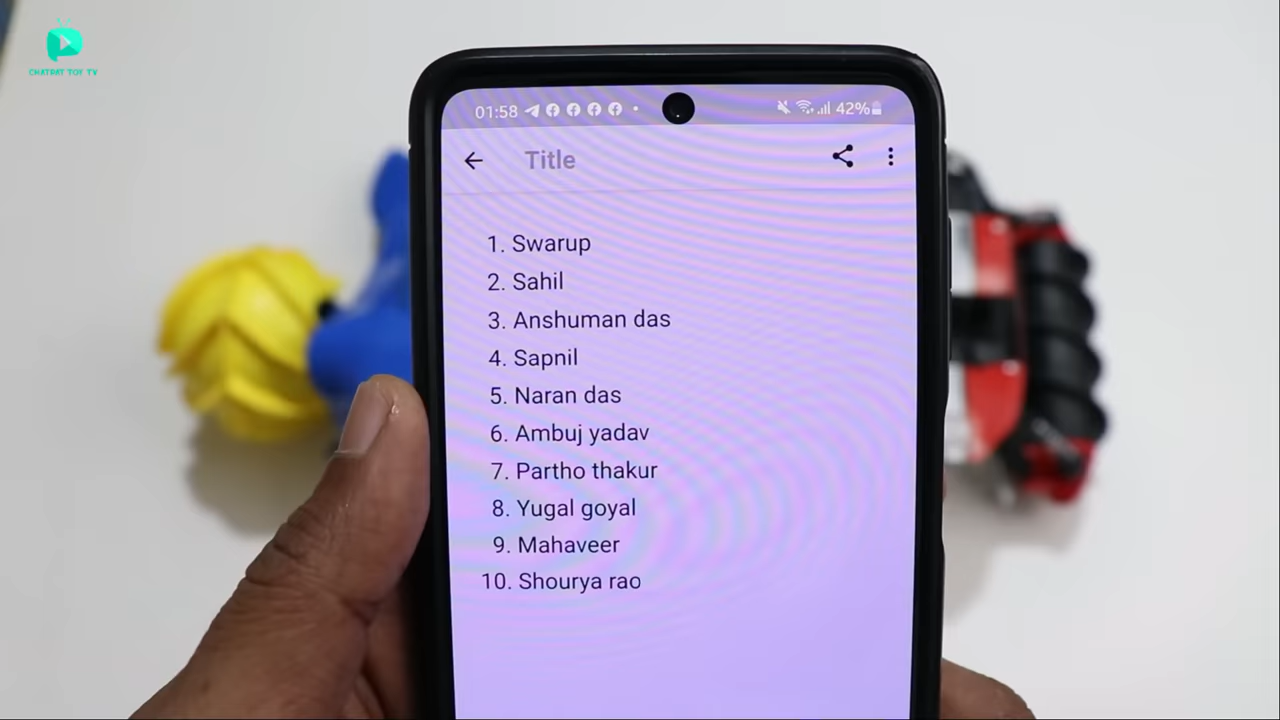 CHATPAT TOY TV
01:58 42%
Title
1. Swarup
2. Sahil
3. Anshuman das
4. Sapnil
5. Naran das
6. Ambuj yadav
7. Partho thakur
8. Yugal goyal
9. Mahaveer
10. Shourya rao